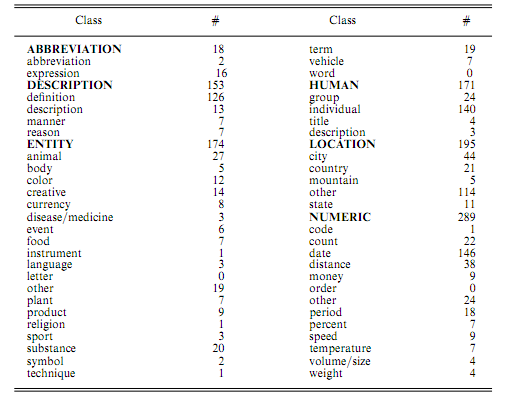 Class # Class #
ABBREVIATION 18 term 19
abbreviation 2 vehicle 7
expression 16 word 0
DESCRIPTION 153 HUMAN 171
definition 126 group 24
description 13 individual 140
manner 7 title 4
reason 7 description 3
ENTITY 174 LOCATION 195
animal 27 city 44
body 5 country 21
color 12 mountain 5
creative 14 other 114
currency 8 state 11
disease/medicine 3 NUMERIC 289
event 6 code 1
food 7 count 22
instrument 1 date 146
language 3 distance 38
letter 0 money 9
other 19 order 0
plant 7 other 24
product 9 period 18
religion 1 percent 7
sport 3 speed 9
substance 20 temperature 7
symbol 2 volume/size 4
technique 1 weight 4